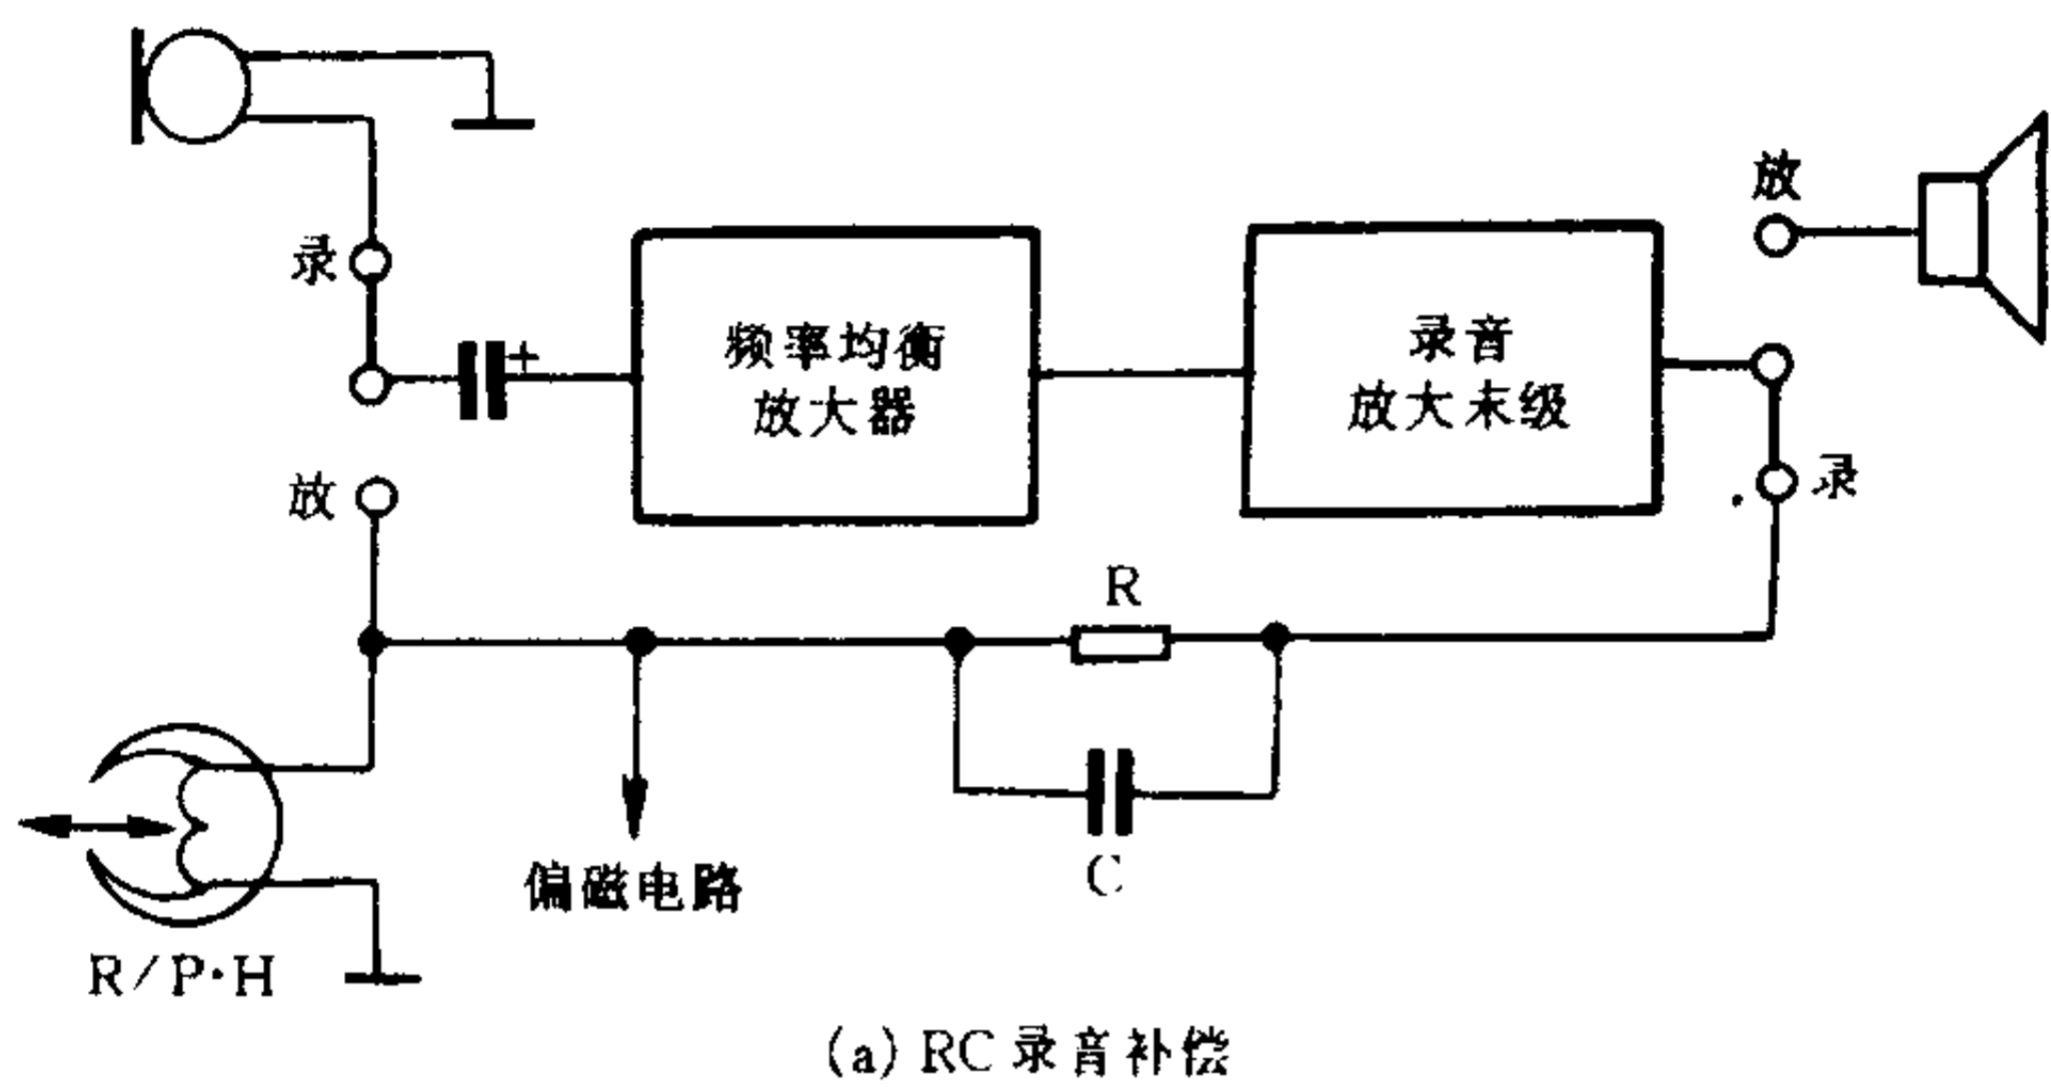 放
录
+
频率均衡
放大器
录音
放大末级
放
录
R
C
偏磁电路
R/P·H
(a) RC 录音补偿